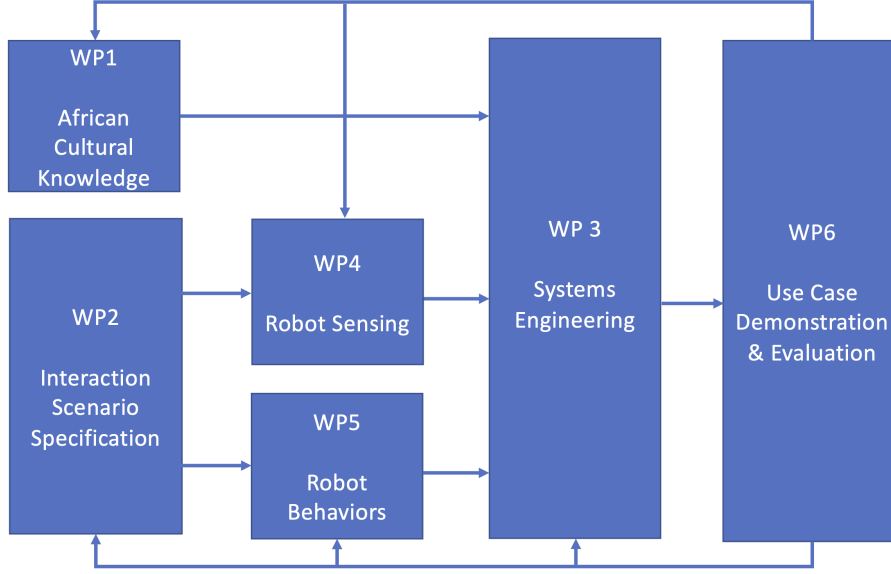 WP1
African
Cultural
Knowledge
WP2
Interaction
Scenario
Specification
WP4
Robot Sensing
WP5
Robot
Behaviors
WP 3
Systems
Engineering
WP6
Use Case
Demonstration
& Evaluation